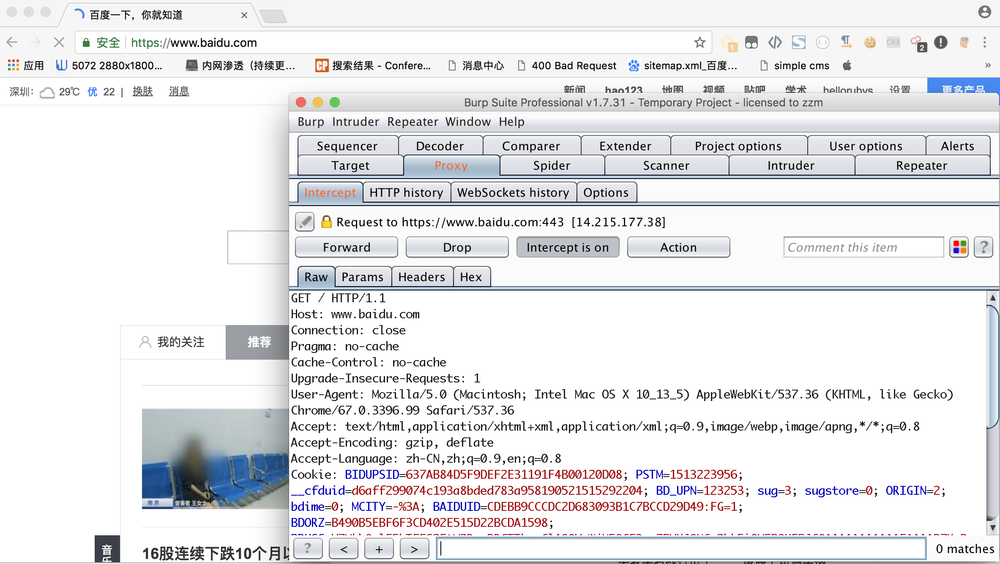 百度一下，你就知道
安全 https://www.baidu.com
1
CRX
2
应用 5072 2880x1800... 内网渗透（持续更... 搜索结果 - Confere... 消息中心 400 Bad Request sitemap.xml_百度... simple cms »
深圳： 29℃ 优 22 | 换肤 消息 新闻 hao123 地图 视频 贴吧 学术 hellorubys 设置 更多产品
Burp Suite Professional v1.7.31 - Temporary Project - licensed to zzm
Burp Intruder Repeater Window Help
Sequencer Decoder Comparer Extender Project options User options Alerts
Target Proxy Spider Scanner Intruder Repeater
Intercept HTTP history WebSockets history Options
Request to https://www.baidu.com:443 [14.215.177.38]
Forward Drop Intercept is on Action Comment this item ?
Raw Params Headers Hex
GET / HTTP/1.1
Host: www.baidu.com
Connection: close
Pragma: no-cache
Cache-Control: no-cache
Upgrade-Insecure-Requests: 1
User-Agent: Mozilla/5.0 (Macintosh; Intel Mac OS X 10_13_5) AppleWebKit/537.36 (KHTML, like Gecko)
Chrome/67.0.3396.99 Safari/537.36
Accept: text/html,application/xhtml+xml,application/xml;q=0.9,image/webp,image/apng,*/*;q=0.8
Accept-Encoding: gzip, deflate
Accept-Language: zh-CN,zh;q=0.9,en;q=0.8
Cookie: BIDUPSID=637AB84D5F9DEF2E31191F4B00120D08; PSTM=1513223956;
__cfduid=d6aff299074c193a8bded783a958190521515292204; BD_UPN=123253; sug=3; sugstore=0; ORIGIN=2;
bdime=0; MCITY=-%3A; BAIDUID=CDEBB9CCCDC2D683093B1C7BCCD29D49:FG=1;
BDORZ=B490B5EBF6F3CD402E515D22BCDA1598;
? < + > 0 matches
我的关注 推荐
南京 受害者 王女士
音乐
16股连续下跌10个月以